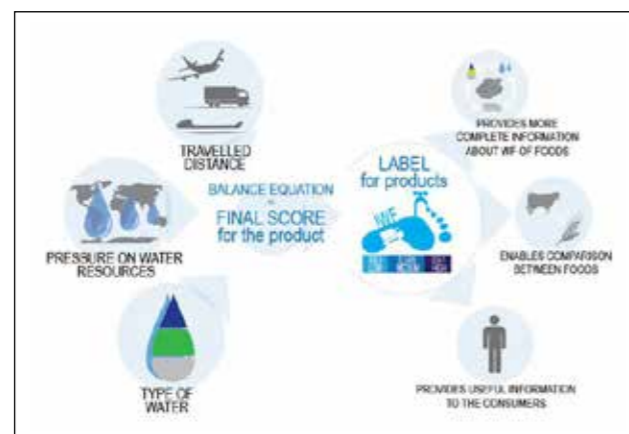 TRAVELLED
DISTANCE
PRESSURE ON WATER
RESOURCES
TYPE OF
WATER
BALANCE EQUATION
=
FINAL SCORE
for the product
LABEL
for products
WF
PROVIDES MORE
COMPLETE INFORMATION
ABOUT WF OF FOODS
ENABLES COMPARISON
BETWEEN FOODS
PROVIDES USEFUL INFORMATION
TO THE CONSUMERS